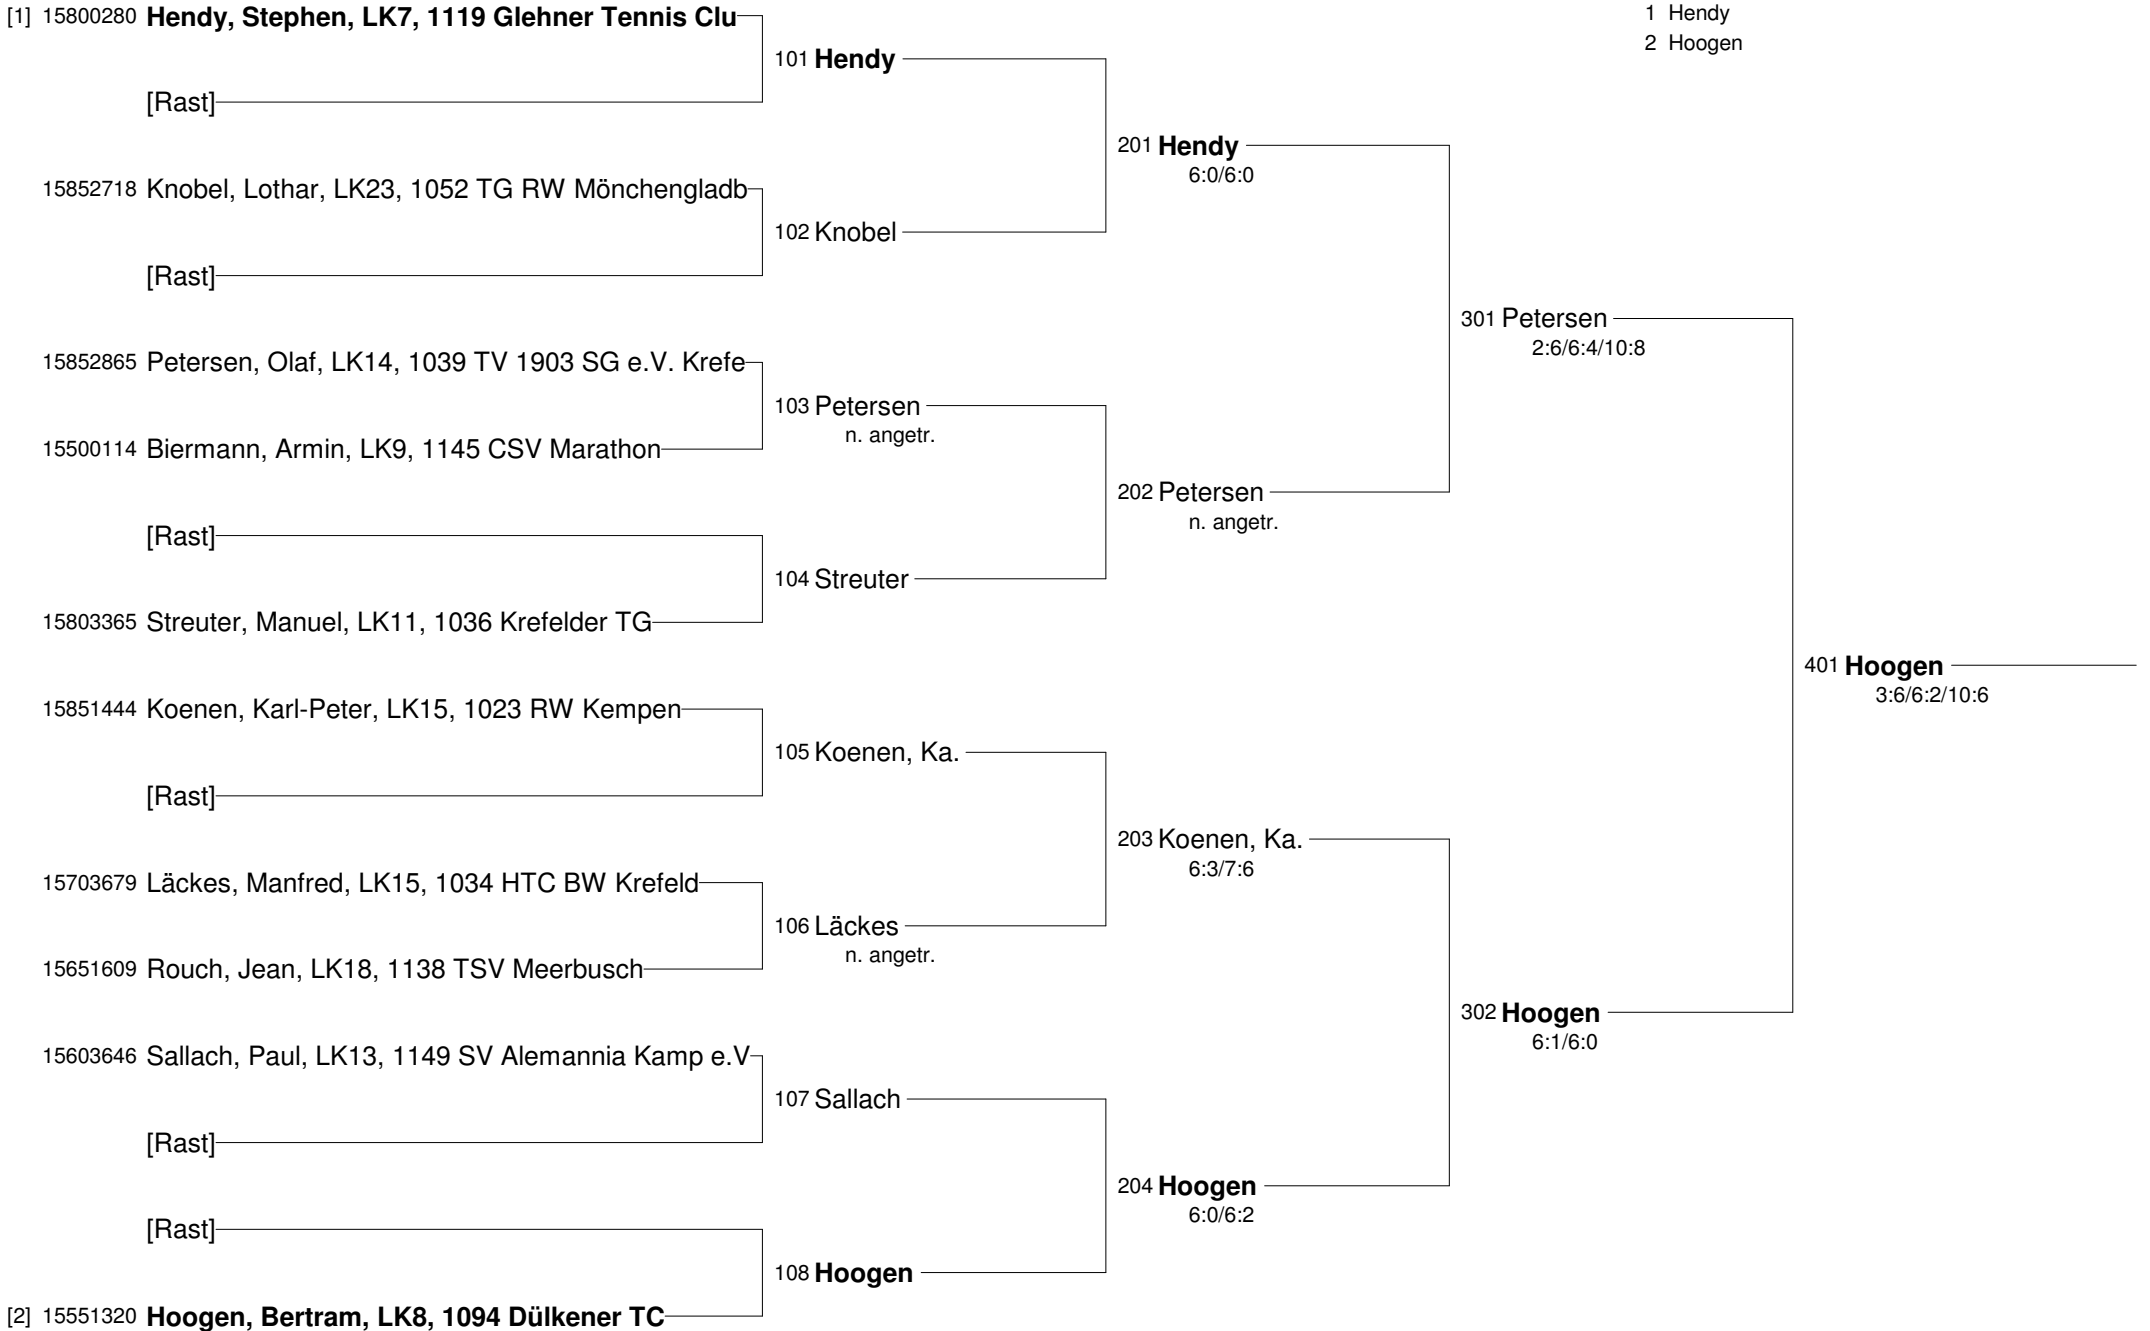 [1] 15800280 Hendy, Stephen, LK7, 1119 Glehner Tennis Clu
1 Hendy
2 Hoogen
101 Hendy
[Rast]
201 Hendy
6:0/6:0
15852718 Knobel, Lothar, LK23, 1052 TG RW Mönchengladb
102 Knobel
[Rast]
301 Petersen
2:6/6:4/10:8
15852865 Petersen, Olaf, LK14, 1039 TV 1903 SG e.V. Krefe
103 Petersen
n. angetr.
15500114 Biermann, Armin, LK9, 1145 CSV Marathon
202 Petersen
n. angetr.
[Rast]
104 Streuter
15803365 Streuter, Manuel, LK11, 1036 Krefelder TG
401 Hoogen
3:6/6:2/10:6
15851444 Koenen, Karl-Peter, LK15, 1023 RW Kempen
105 Koenen, Ka.
[Rast]
203 Koenen, Ka.
6:3/7:6
15703679 Läckes, Manfred, LK15, 1034 HTC BW Krefeld
106 Läckes
n. angetr.
15651609 Rouch, Jean, LK18, 1138 TSV Meerbusch
302 Hoogen
6:1/6:0
15603646 Sallach, Paul, LK13, 1149 SV Alemannia Kamp e.V
107 Sallach
[Rast]
204 Hoogen
6:0/6:2
[Rast]
108 Hoogen
[2] 15551320 Hoogen, Bertram, LK8, 1094 Dülkener TC